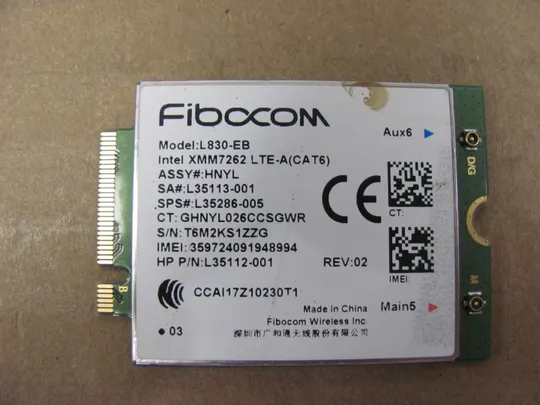 Fibocom
Aux6
Model:L830-EB
Intel XMM7262 LTE-A(CAT6)
ASSY#:HNYL
SA#:L35113-001
SPS#:L35286-005
CT: GHNYL026CCSGWR
S/N: T6M2KS1ZZG
IMEI: 359724091948994
HP P/N:L35112-001
REV:02
CE
CT:
IMEI:
D/G
M
B
CCAI17Z10230T1
Made in China
Main5
Fibocom Wireless Inc.
深圳市广和通无线股份有限公司
03